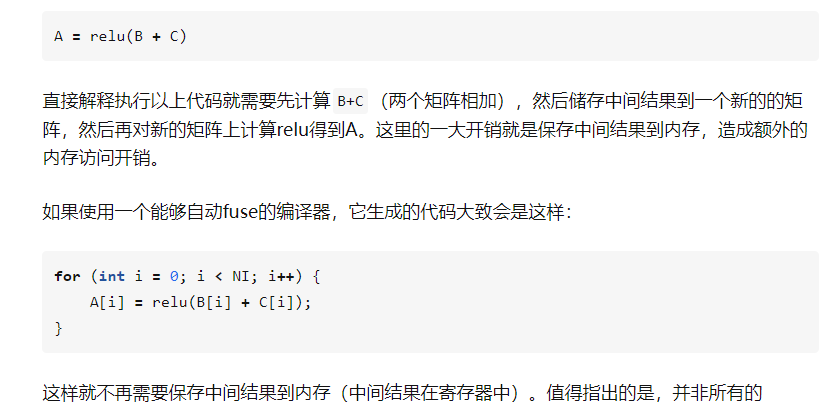 A = relu(B + C)
直接解释执行以上代码就需要先计算 B+C （两个矩阵相加），然后储存中间结果到一个新的的矩
阵，然后再对新的矩阵上计算relu得到A。这里的一大开销就是保存中间结果到内存，造成额外的
内存访问开销。
如果使用一个能够自动fuse的编译器，它生成的代码大致会是这样：
for (int i = 0; i < NI; i++) {
    A[i] = relu(B[i] + C[i]);
}
这样就不再需要保存中间结果到内存（中间结果在寄存器中）。值得指出的是，并非所有的